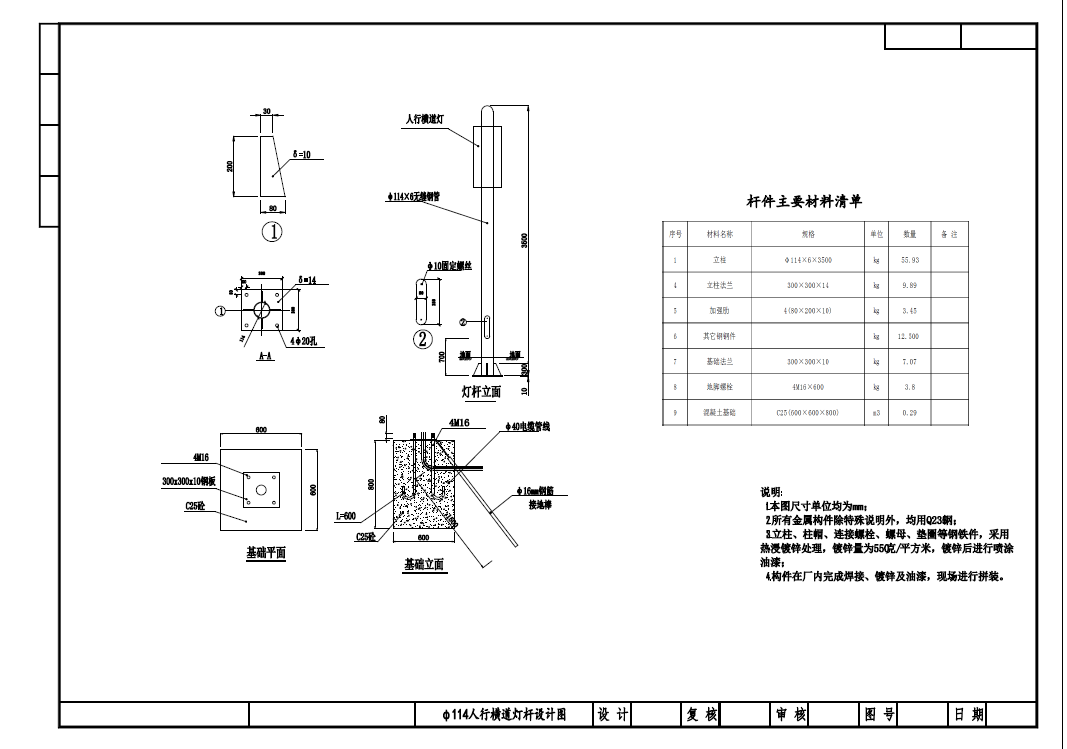 30
200
δ=10
80
①
δ=14
①
4φ20孔
114
A-A
人行横道灯
φ114×6无缝钢管
3500
φ10固定螺丝
②
②
700
地面
地面
300
10
灯杆立面
600
4M16
300x300x10钢板
C25砼
600
基础平面
80
4M16
φ40电缆管线
800
φ16mm钢筋
接地棒
L=600
C25砼
600
基础立面
杆件主要材料清单
序号 材料名称 规格 单位 数量 备 注
1 立柱 φ114×6×3500 kg 55.93
4 立柱法兰 300×300×14 kg 9.89
5 加强肋 4(80×200×10) kg 3.45
6 其它钢钢件 kg 12.500
7 基础法兰 300×300×10 kg 7.07
8 地脚螺栓 4M16×600 kg 3.8
9 混凝土基础 C25(600×600×800) m3 0.29
说明:
1.本图尺寸单位均为mm;
2.所有金属构件除特殊说明外，均用Q23钢;
3.立柱、柱帽、连接螺栓、螺母、垫圈等钢铁件，采用
热浸镀锌处理，镀锌量为550克/平方米，镀锌后进行喷涂
油漆;
4.构件在厂内完成焊接、镀锌及油漆，现场进行拼装。
φ114人行横道灯杆设计图 设 计 复 核 审 核 图 号 日 期